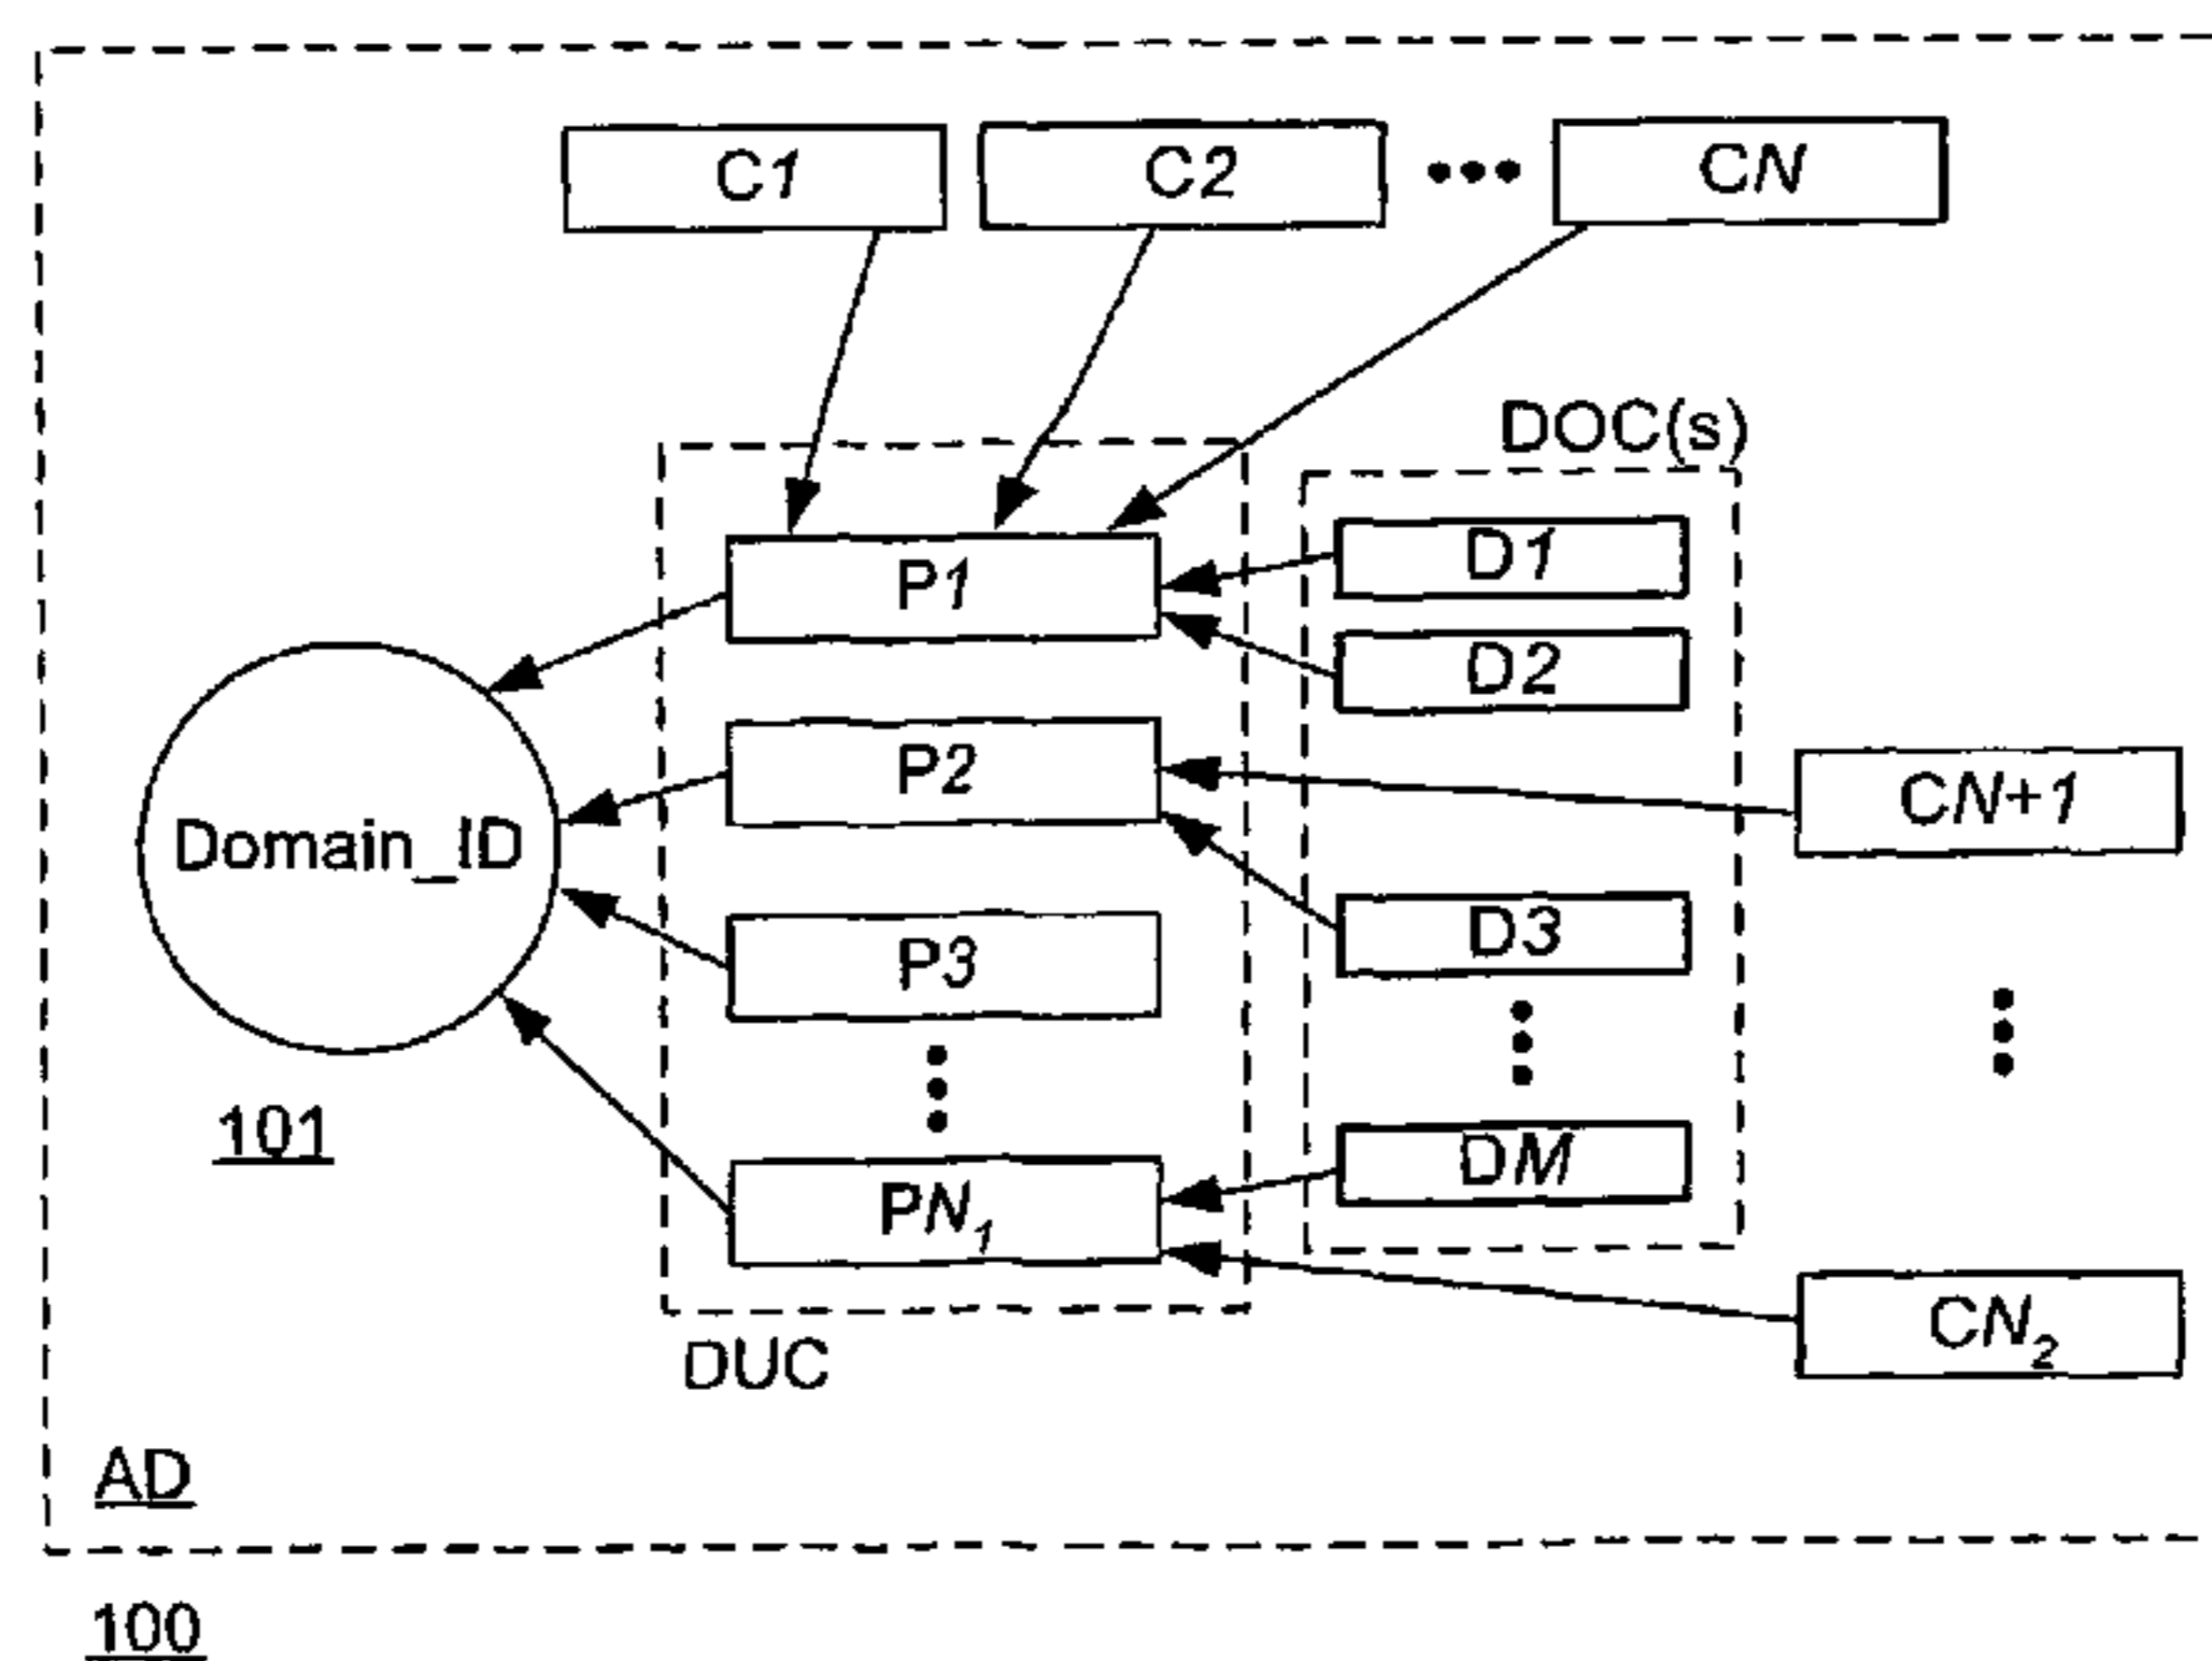 C1
C2
CN
DOC(s)
D1
P1
D2
P2
CN+1
Domain_ID
D3
P3
101
DM
PN1
CN2
DUC
AD
100